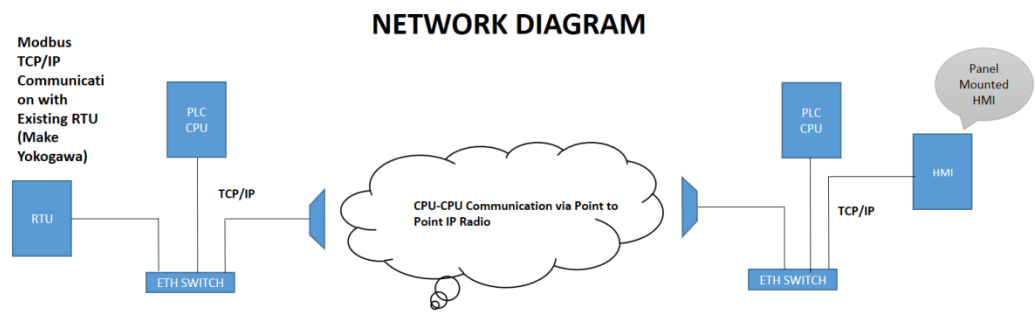 NETWORK DIAGRAM
Modbus
TCP/IP
Communicati
on with
Existing RTU
(Make
Yokogawa)
PLC
CPU
RTU
TCP/IP
ETH SWITCH
CPU-CPU Communication via Point to
Point IP Radio
PLC
CPU
TCP/IP
ETH SWITCH
Panel
Mounted
HMI
HMI